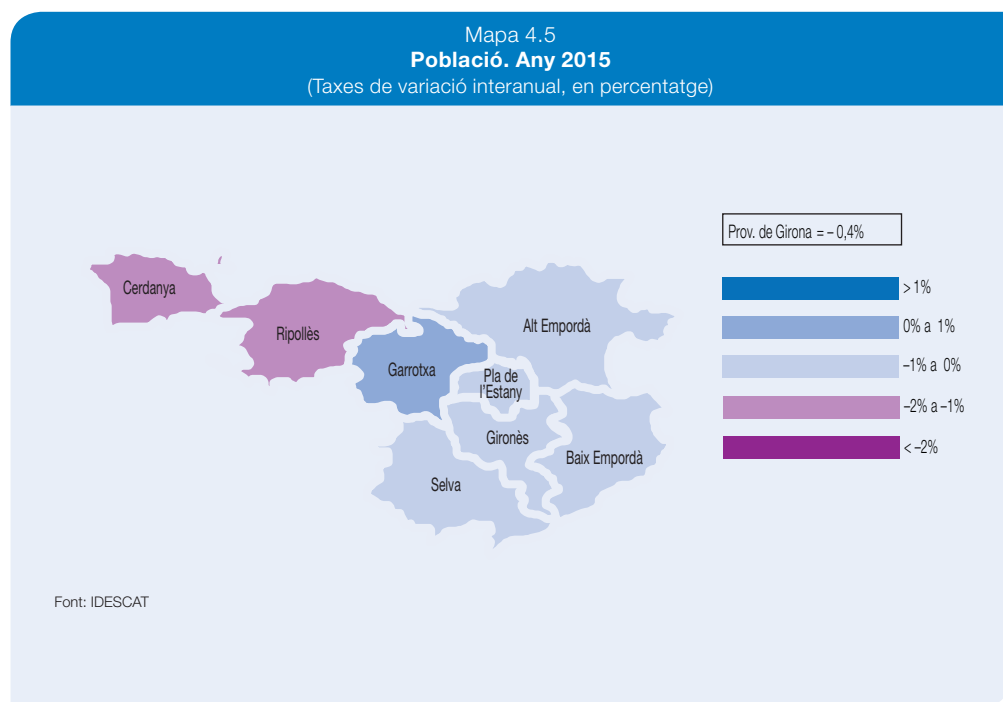 Mapa 4.5
Població. Any 2015
(Taxes de variació interanual, en percentatge)
Prov. de Girona = – 0,4%
> 1%
0% a 1%
–1% a 0%
–2% a –1%
< –2%
Cerdanya
Ripollès
Garrotxa
Alt Empordà
Pla de
l'Estany
Gironès
Baix Empordà
Selva
Font: IDESCAT